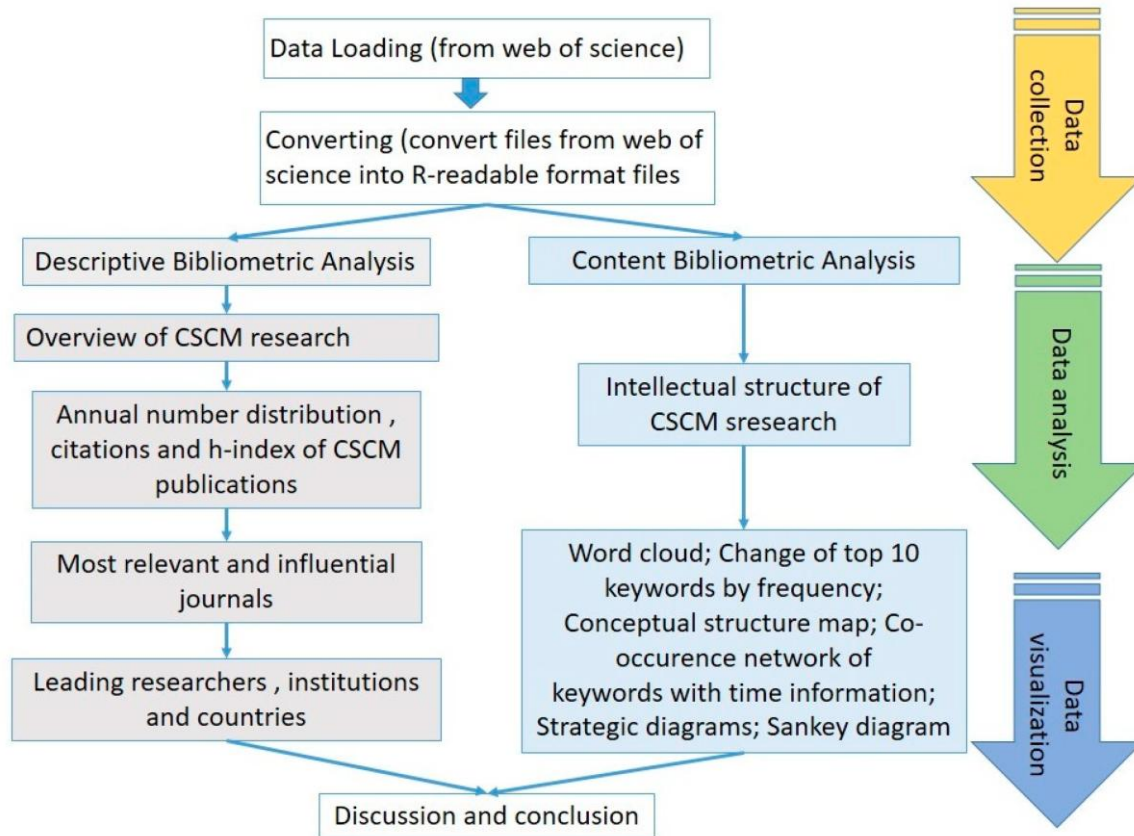 Data Loading (from web of science)
Converting (convert files from web of
science into R-readable format files
Descriptive Bibliometric Analysis
Overview of CSCM research
Annual number distribution ,
citations and h-index of CSCM
publications
Most relevant and influential
journals
Leading researchers , institutions
and countries
Content Bibliometric Analysis
Intellectual structure of
CSCM sresearch
Word cloud; Change of top 10
keywords by frequency;
Conceptual structure map; Co-
occurence network of
keywords with time information;
Strategic diagrams; Sankey diagram
Discussion and conclusion
Data
collection
Data analysis
Data
visualization